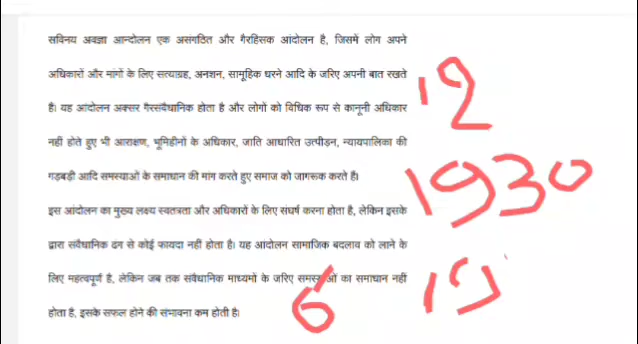 सविनय अवज्ञा आन्दोलन एक असंगठित और गैरहिंसक आंदोलन है, जिसमें लोग अपने
अधिकारों और मांगों के लिए सत्याग्रह, अनशन, सामूहिक धरने आदि के जरिए अपनी बात रखते
हैं। यह आंदोलन अक्सर गैरसंवैधानिक होता है और लोगों को विधिक रूप से कानूनी अधिकार
नहीं होते हुए भी आराक्षण, भूमिहीनों के अधिकार, जाति आधारित उत्पीड़न, न्यायपालिका की
गड़बड़ी आदि समस्याओं के समाधान की मांग करते हुए समाज को जागरूक करते हैं।
इस आंदोलन का मुख्य लक्ष्य स्वतंत्रता और अधिकारों के लिए संघर्ष करना होता है, लेकिन इसके
द्वारा संवैधानिक ढंग से कोई फायदा नहीं होता है। यह आंदोलन सामाजिक बदलाव को लाने के
लिए महत्वपूर्ण है, लेकिन जब तक संवैधानिक माध्यमों के जरिए समस्याओं का समाधान नहीं
होता है, इसके सफल होने की संभावना कम होती है।
12
1930
6